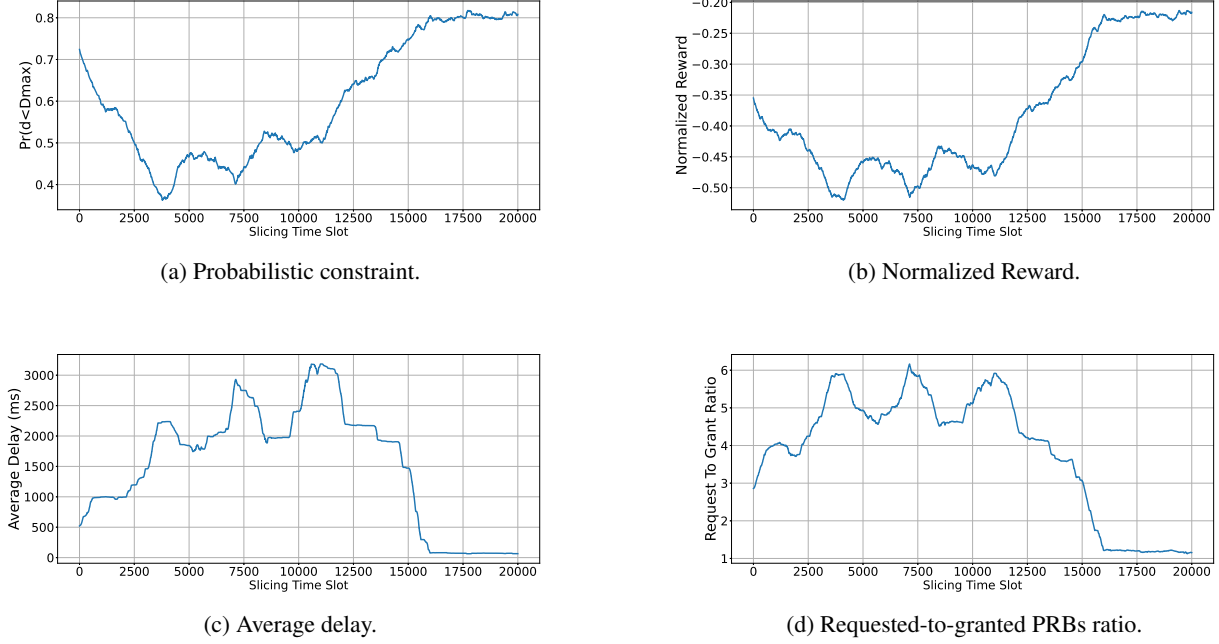 0.8
0.7
0.6
0.5
0.4
Pr(d<Dmax)
0 2500 5000 7500 10000 12500 15000 17500 20000
Slicing Time Slot
(a) Probabilistic constraint.
−0.20
−0.25
−0.30
−0.35
−0.40
−0.45
−0.50
Normalized Reward
0 2500 5000 7500 10000 12500 15000 17500 20000
Slicing Time Slot
(b) Normalized Reward.
3000
2500
2000
1500
1000
500
0
Average Delay (ms)
0 2500 5000 7500 10000 12500 15000 17500 20000
Slicing Time Slot
(c) Average delay.
6
5
4
3
2
1
Request To Grant Ratio
0 2500 5000 7500 10000 12500 15000 17500 20000
Slicing Time Slot
(d) Requested-to-granted PRBs ratio.